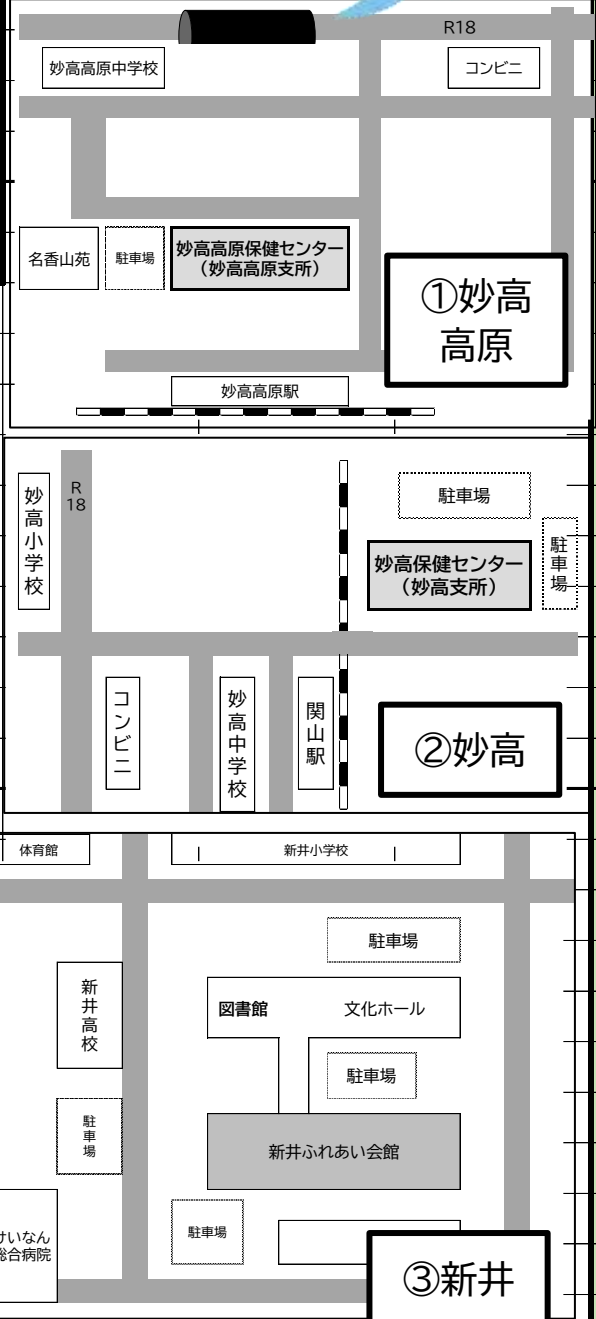 R18
妙高高原中学校
コンビニ
名香山苑
駐車場
妙高高原保健センター
（妙高高原支所）
①妙高
高原
妙高高原駅
妙高小学校
R
18
駐車場
妙高保健センター
（妙高支所）
駐車場
コンビニ
妙高中学校
関山駅
②妙高
体育館
新井小学校
駐車場
新井高校
図書館
文化ホール
駐車場
駐車場
新井ふれあい会館
駐車場
けいなん
総合病院
③新井